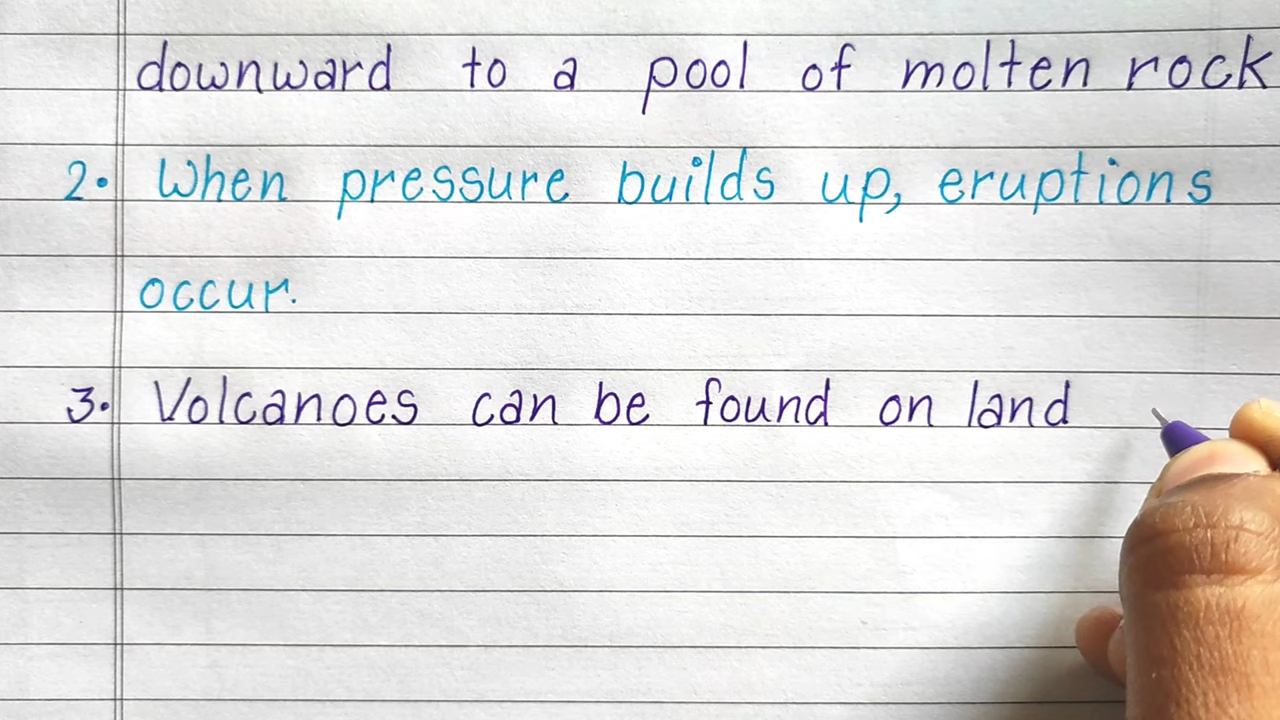 downward to a pool of molten rock
2. When pressure builds up, eruptions
occur.
3. Volcanoes can be found on land